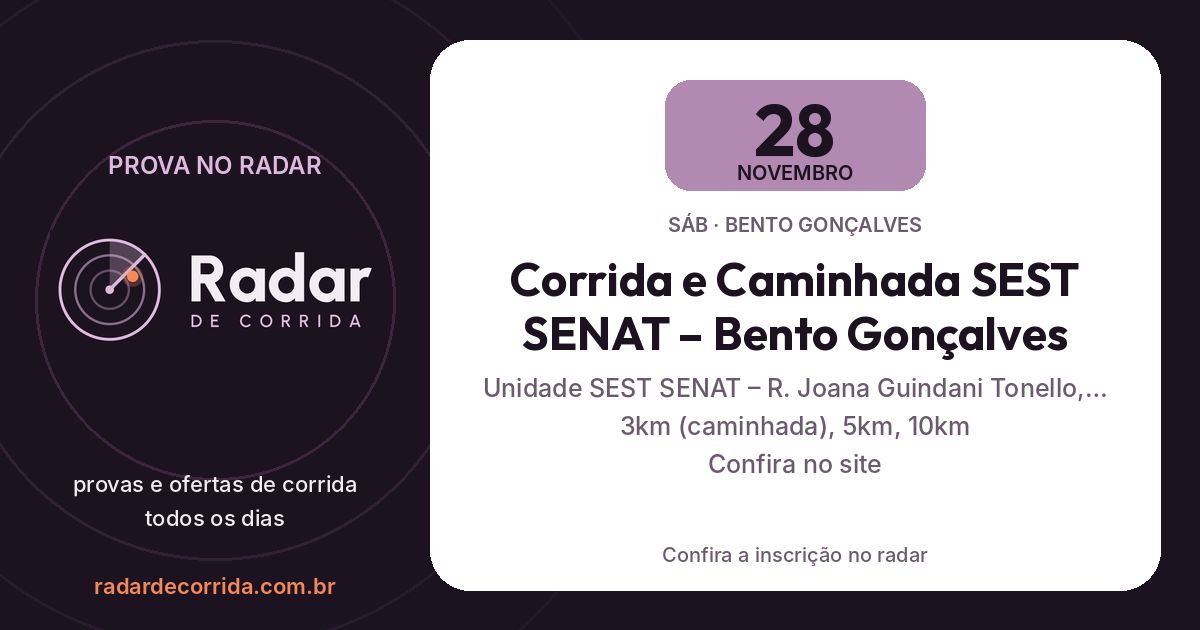 PROVA NO RADAR
Radar
DE CORRIDA
provas e ofertas de corrida
todos os dias
radardecorrida.com.br
28
NOVEMBRO
SÁB · BENTO GONÇALVES
Corrida e Caminhada SEST
SENAT – Bento Gonçalves
Unidade SEST SENAT – R. Joana Guindani Tonello,...
3km (caminhada), 5km, 10km
Confira no site
Confira a inscrição no radar